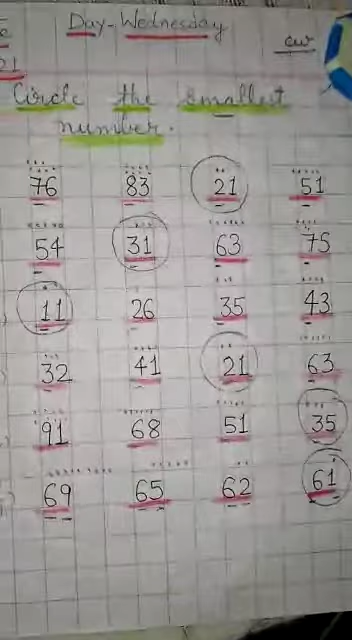 Day-Wednesday
cw
21
Circle the smallest
number.
76 83 21 51
54 31 63 75
11 26 35 43
32 41 21 63
91 68 51 35
69 65 62 61